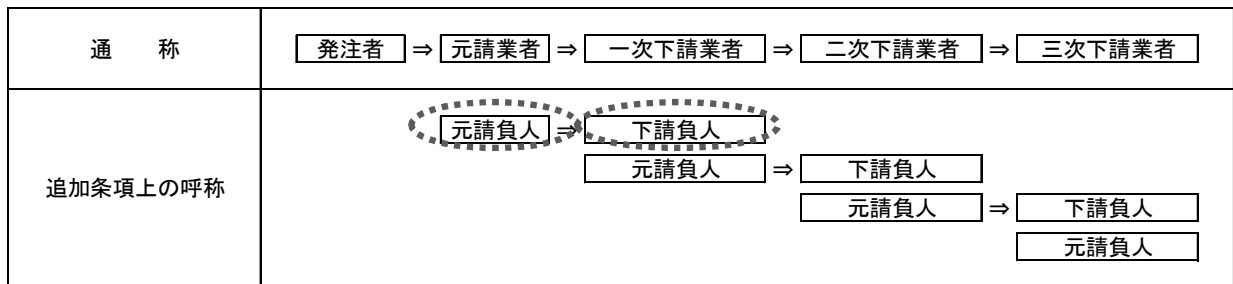 通　　称
発注者 ⇒ 元請業者 ⇒ 一次下請業者 ⇒ 二次下請業者 ⇒ 三次下請業者
追加条項上の呼称
元請負人 ⇒ 下請負人
元請負人 ⇒ 下請負人
元請負人 ⇒ 下請負人
元請負人